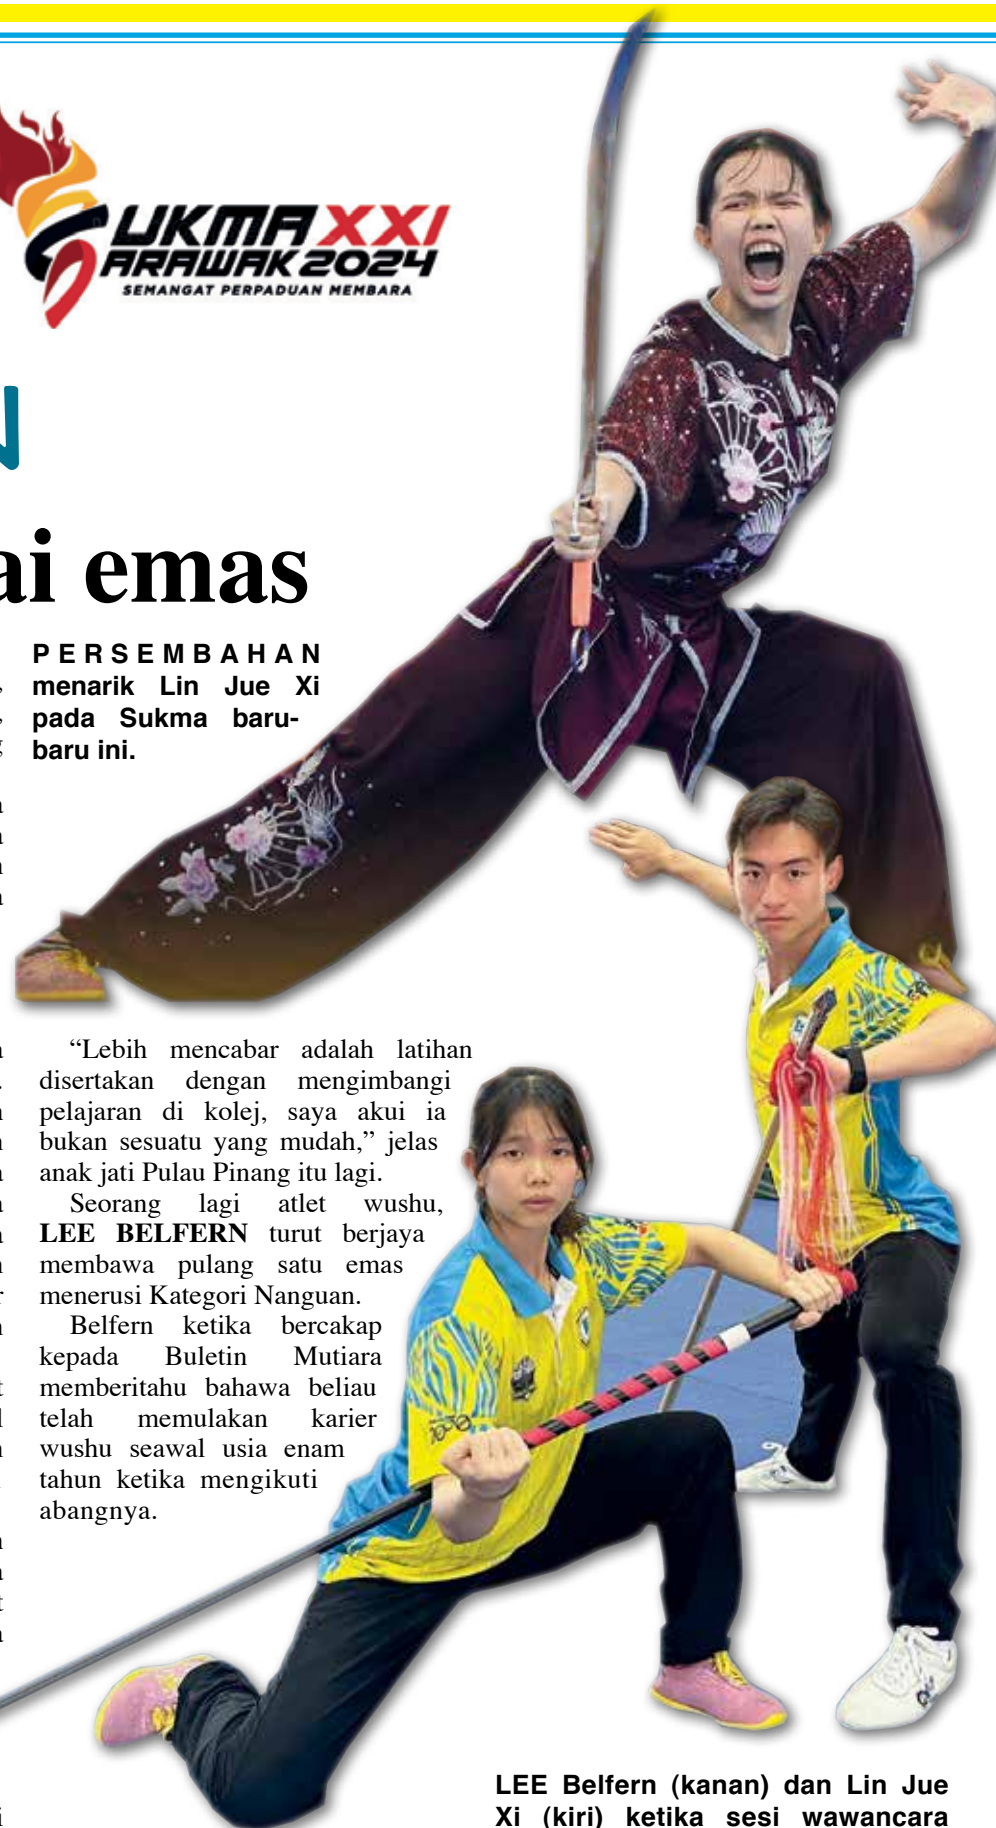 SUKMA XXI
SARAWAK 2024
SEMANGAT PERPADUAN MEMBARA
N
ai emas
PERSEMBAHAN
menarik Lin Jue Xi
pada Sukma baru-
baru ini.
“Lebih mencabar adalah latihan
disertakan dengan mengimbangi
pelajaran di kolej, saya akui ia
bukan sesuatu yang mudah,” jelas
anak jati Pulau Pinang itu lagi.
Seorang lagi atlet wushu,
LEE BELFERN turut berjaya
membawa pulang satu emas
menerusi Kategori Nanguan.
Belfern ketika bercakap
kepada Buletin Mutiara
memberitahu bahawa beliau
telah memulakan karier
wushu seawal usia enam
tahun ketika mengikuti
abangnya.
LEE Belfern (kanan) dan Lin Jue
Xi (kiri) ketika sesi wawancara